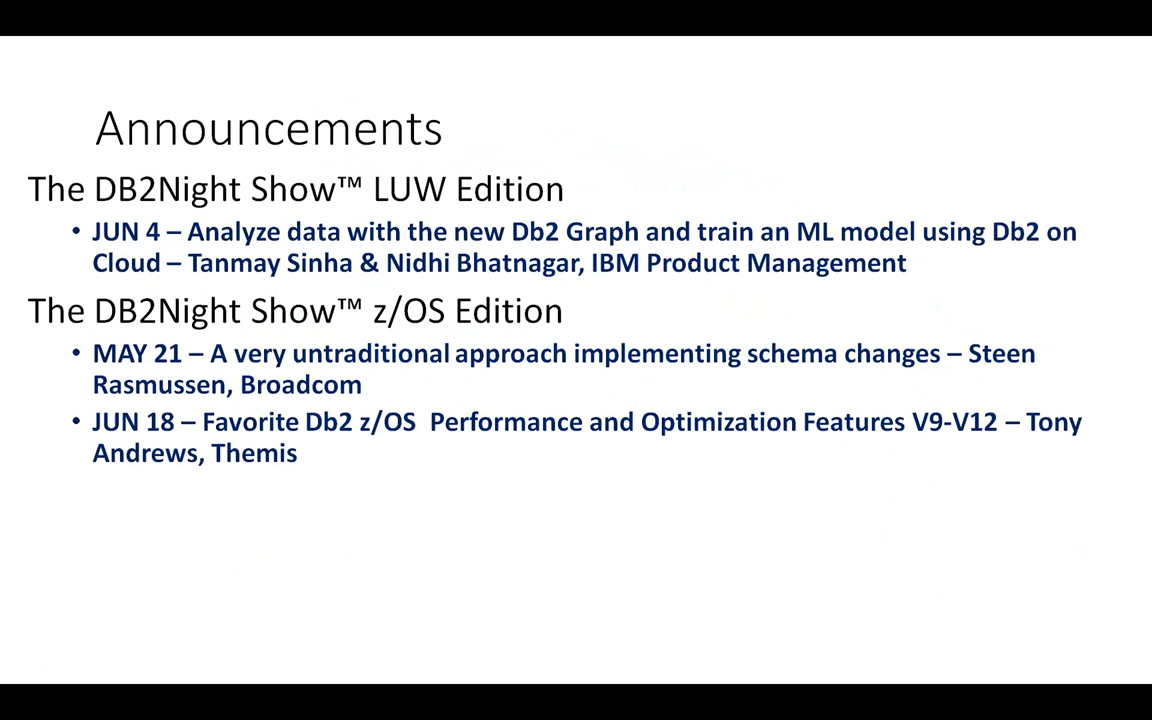 Announcements
The DB2Night Show™ LUW Edition
• JUN 4 – Analyze data with the new Db2 Graph and train an ML model using Db2 on
Cloud – Tanmay Sinha & Nidhi Bhatnagar, IBM Product Management
The DB2Night Show™ z/OS Edition
• MAY 21 – A very untraditional approach implementing schema changes – Steen
Rasmussen, Broadcom
• JUN 18 – Favorite Db2 z/OS  Performance and Optimization Features V9-V12 – Tony
Andrews, Themis